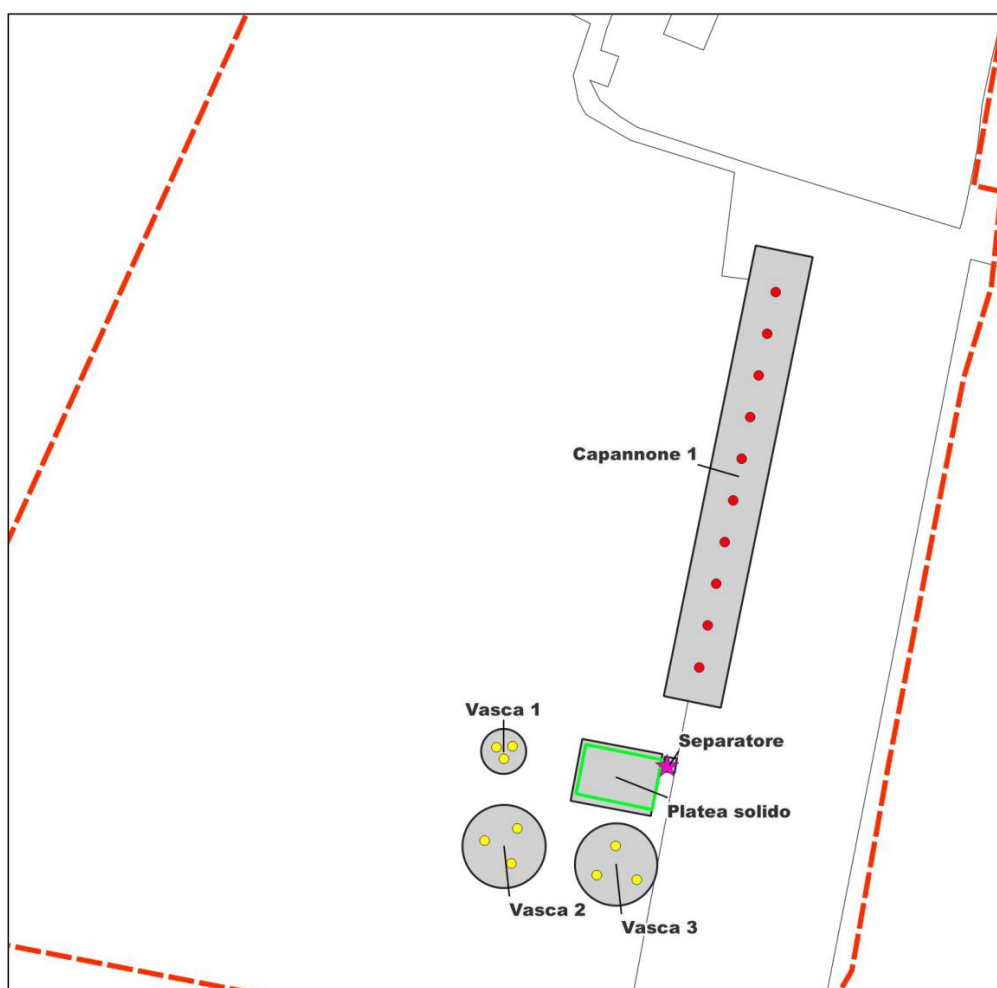 Capannone 1
Vasca 1
Separatore
Platea solido
Vasca 2
Vasca 3